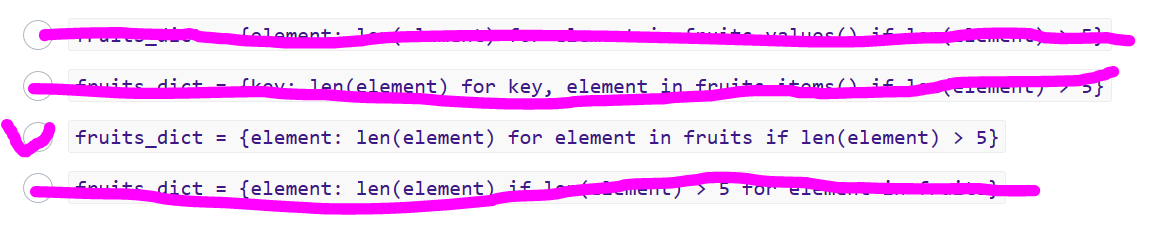 fruits_dict = {element: len(element) for element in fruits.values() if len(element) > 5}
fruits_dict = {key: len(element) for key, element in fruits.items() if len(element) > 5}
fruits_dict = {element: len(element) for element in fruits if len(element) > 5}
fruits_dict = {element: len(element) if len(element) > 5 for element in fruits}